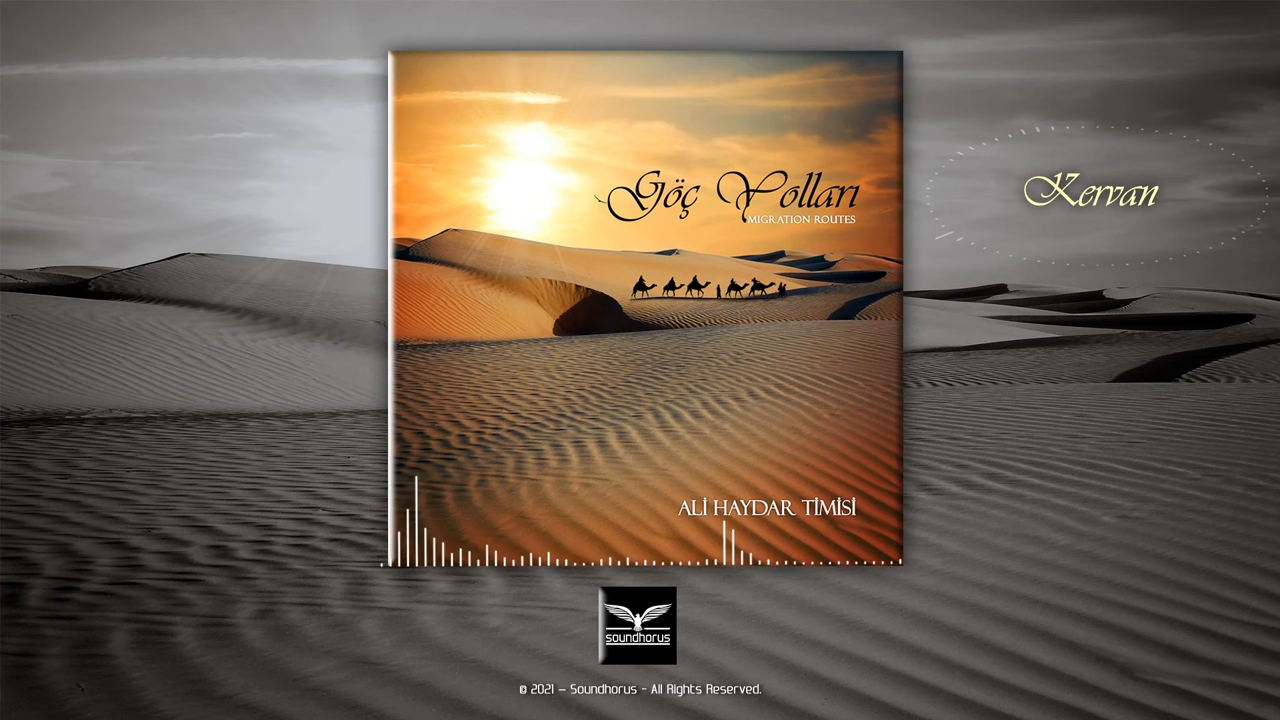 Göç Yolları
MIGRATION ROUTES
Kervan
ALİ HAYDAR TİMİSİ
soundhorus
© 2021 – Soundhorus - All Rights Reserved.